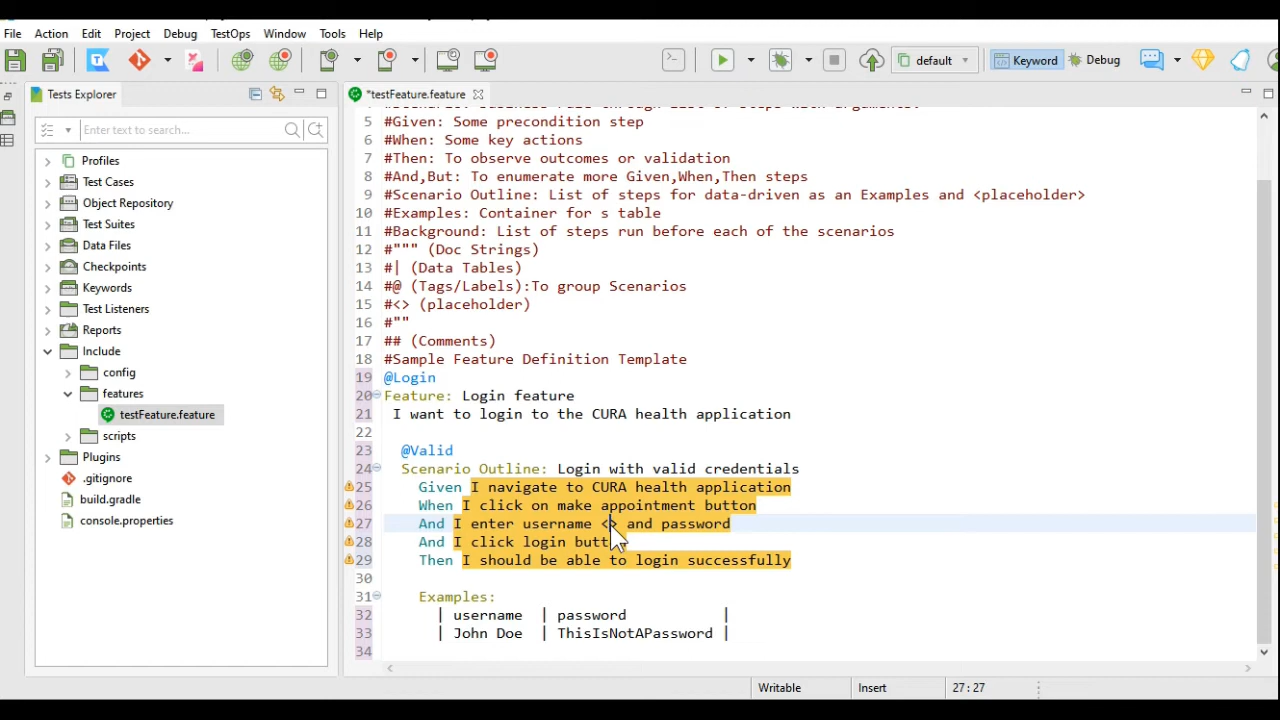 File Action Edit Project Debug TestOps Window Tools Help
default Keyword Debug
Tests Explorer
*testFeature.feature
Enter text to search...
Profiles
Test Cases
Object Repository
Test Suites
Data Files
Checkpoints
Keywords
Test Listeners
Reports
Include
config
features
testFeature.feature
scripts
Plugins
.gitignore
build.gradle
console.properties
5 #Given: Some precondition step
6 #When: Some key actions
7 #Then: To observe outcomes or validation
8 #And,But: To enumerate more Given,When,Then steps
9 #Scenario Outline: List of steps for data-driven as an Examples and <placeholder>
10 #Examples: Container for s table
11 #Background: List of steps run before each of the scenarios
12 #""" (Doc Strings)
13 #| (Data Tables)
14 #@ (Tags/Labels):To group Scenarios
15 #<> (placeholder)
16 #""
17 ## (Comments)
18 #Sample Feature Definition Template
19 @Login
20 Feature: Login feature
21 I want to login to the CURA health application
22
23 @Valid
24 Scenario Outline: Login with valid credentials
25 Given I navigate to CURA health application
26 When I click on make appointment button
27 And I enter username <> and password
28 And I click login
29 Then I should be able to login successfully
30
31 Examples:
32 | username | password |
33 | John Doe | ThisIsNotAPassword |
34
Writable Insert 27:27